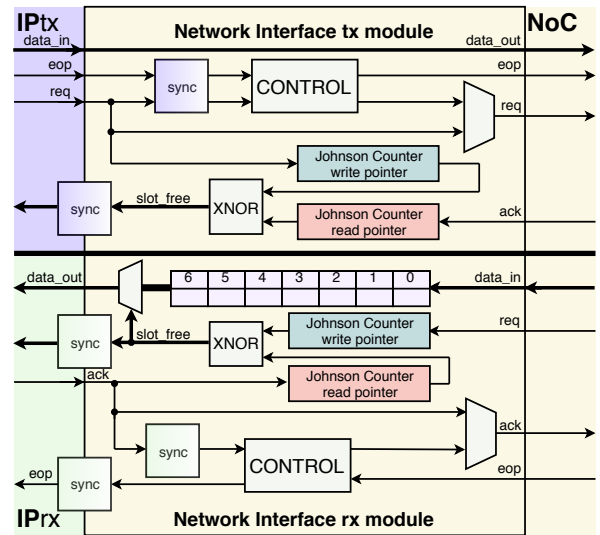 IPtx
Network Interface tx module
NoC
data_in
data_out
eop
sync
CONTROL
eop
req
req
Johnson Counter
write pointer
sync
slot_free
XNOR
Johnson Counter
read pointer
ack
data_out
6 5 4 3 2 1 0
data_in
sync
slot_free
XNOR
Johnson Counter
write pointer
req
ack
Johnson Counter
read pointer
sync
CONTROL
ack
eop
sync
eop
IPrx
Network Interface rx module